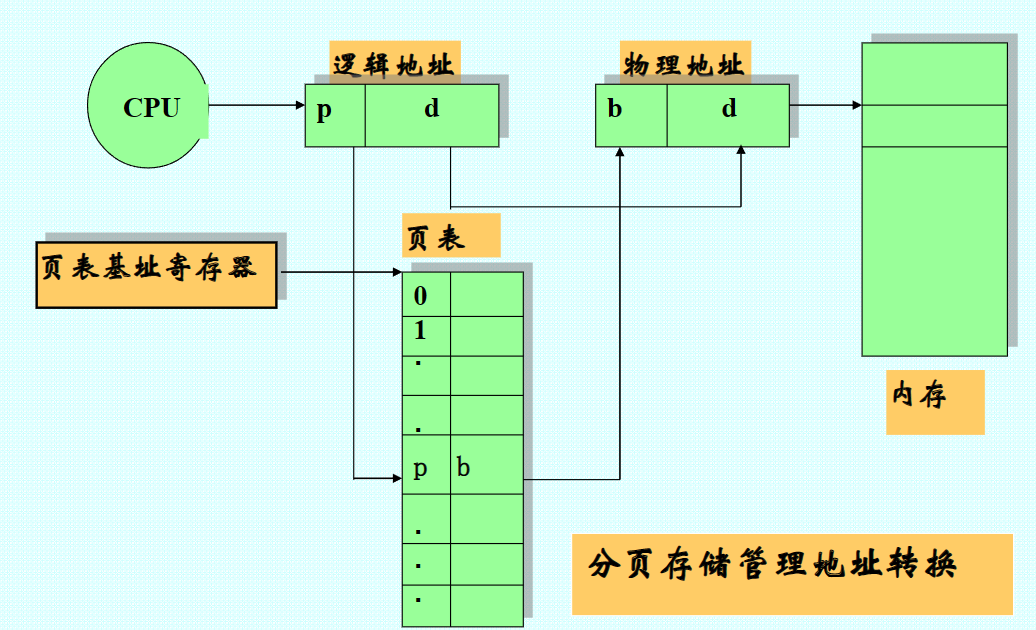 逻辑地址
物理地址
CPU
p d
b d
页表
页表基址寄存器
0
1
.
.
p b
.
.
.
内存
分页存储管理地址转换